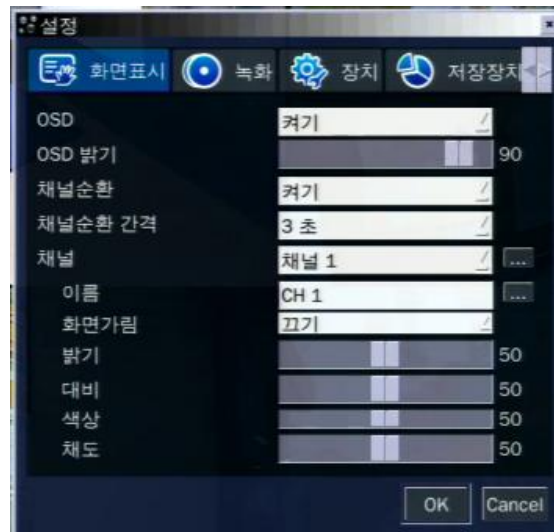 설정
화면표시 녹화 장치 저장장치
OSD 켜기
OSD 밝기 90
채널순환 켜기
채널순환 간격 3 초
채널 채널 1 ...
이름 CH 1 ...
화면가림 끄기
밝기 50
대비 50
색상 50
채도 50
OK Cancel